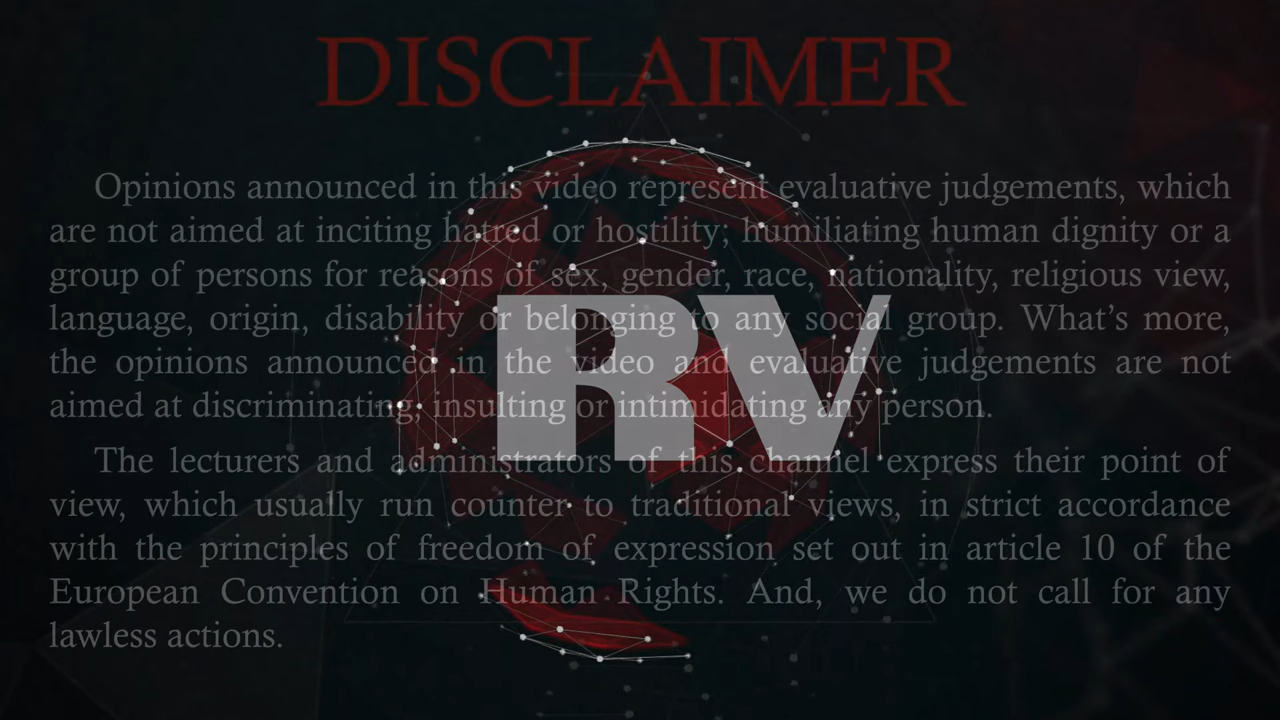 DISCLAIMER
Opinions announced in this video represent evaluative judgements, which
are not aimed at inciting hatred or hostility; humiliating human dignity or a
group of persons for reasons of sex, gender, race, nationality, religious view,
language, origin, disability or belonging to any social group. What's more,
the opinions announced in the video and evaluative judgements are not
aimed at discriminating, insulting or intimidating any person.
RV
The lecturers and administrators of this channel express their point of
view, which usually run counter to traditional views, in strict accordance
with the principles of freedom of expression set out in article 10 of the
European Convention on Human Rights. And, we do not call for any
lawless actions.